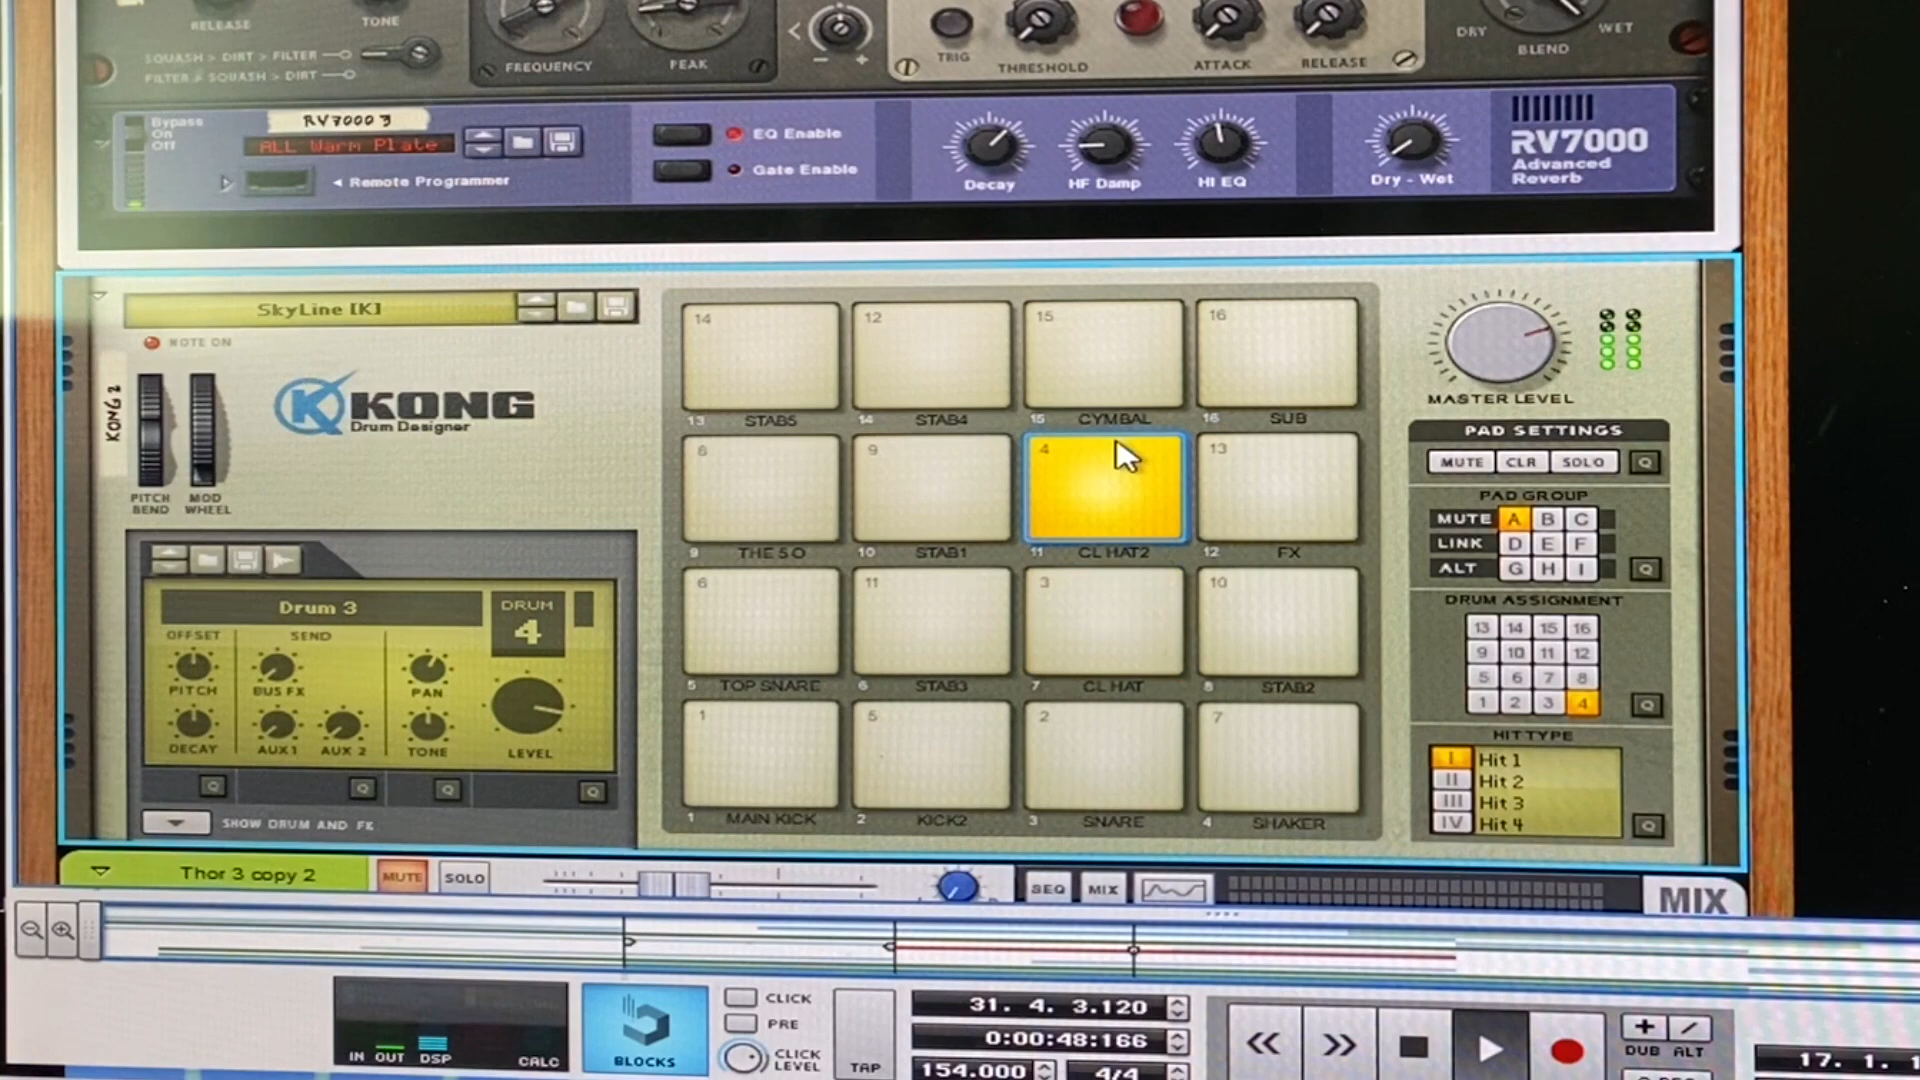 RELEASE
TONE
SQUASH > DIRT > FILTER
FILTER > SQUASH > DIRT
FREQUENCY
PEAK
TRIG
THRESHOLD
ATTACK
RELEASE
DRY
BLEND
WET
Bypass
On
Off
RV7000 3
ALL Warm Plate
Remote Programmer
EQ Enable
Gate Enable
Decay
HF Damp
HI EQ
Dry - Wet
RV7000
Advanced
Reverb
SkyLine [K]
NOTE ON
KONG 2
PITCH BEND
MOD WHEEL
KONG
Drum Designer
14 12 15 16
13 STAB5 14 STAB4 15 CYMBAL 16 SUB
9 4 13
9 10 STAB1 11 CL HAT2 12 FX
6 11 3 10
5 TOP SNARE 6 STAB3 7 CL HAT 8 STAB2
1 5 2 7
1 MAIN KICK 2 KICK2 3 SNARE 4 SHAKER
MASTER LEVEL
PAD SETTINGS
MUTE CLR SOLO Q
PAD GROUP
MUTE A B C
LINK D E F
ALT G H I Q
DRUM ASSIGNMENT
13 14 15 16
9 10 11 12
5 6 7 8
1 2 3 4 Q
HIT TYPE
I Hit 1
II Hit 2
III Hit 3
IV Hit 4 Q
Drum 3
DRUM
4
OFFSET
SEND
PITCH
BUS FX
PAN
DECAY
AUX 1
AUX 2
TONE
LEVEL
Q Q Q Q
SHOW DRUM AND FX
Thor 3 copy 2
MUTE
SOLO
SEQ
MIX
MIX
IN OUT DSP CALC
BLOCKS
CLICK
PRE
CLICK LEVEL
TAP
31. 4. 3.120
0:00:48:166
154.000
4/4
DUB ALT
17. 1. 1